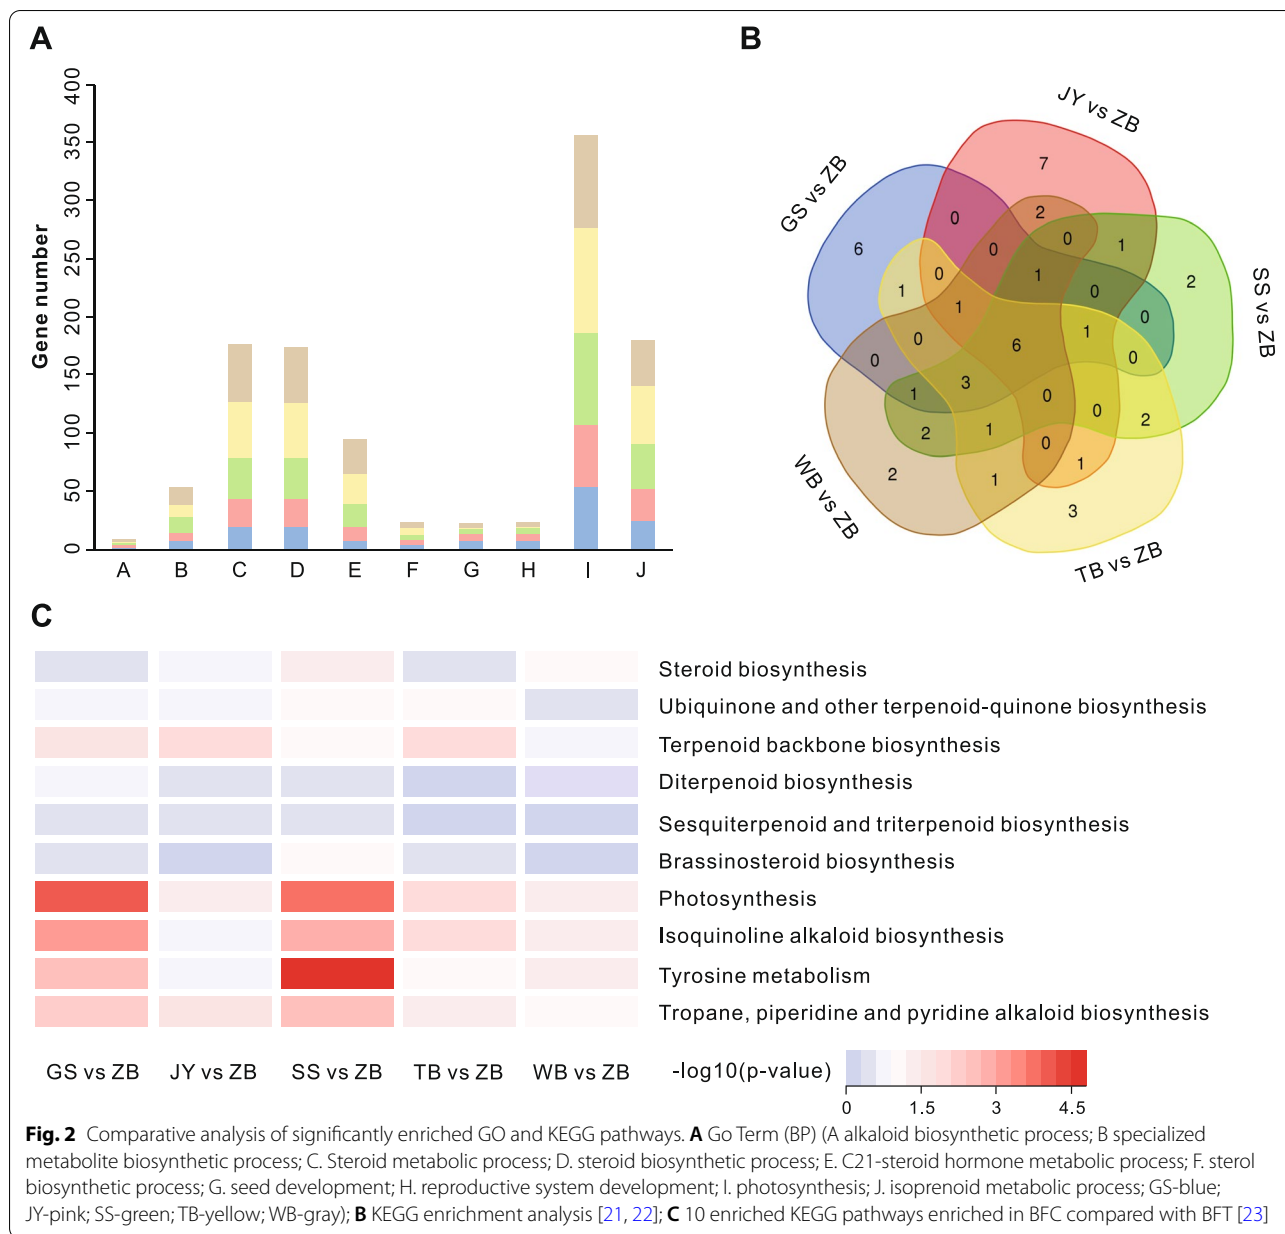 A
Gene number
400
350
300
250
200
150
100
50
0
A B C D E F G H I J
B
JY vs ZB
GS vs ZB
SS vs ZB
WB vs ZB
TB vs ZB
7
6
0
2
0
1
2
0
0
1
0
0
1
1
0
1
6
1
0
0
0
3
1
0
0
2
2
1
0
1
2
1
3
C
Steroid biosynthesis
Ubiquinone and other terpenoid-quinone biosynthesis
Terpenoid backbone biosynthesis
Diterpenoid biosynthesis
Sesquiterpenoid and triterpenoid biosynthesis
Brassinosteroid biosynthesis
Photosynthesis
Isoquinoline alkaloid biosynthesis
Tyrosine metabolism
Tropane, piperidine and pyridine alkaloid biosynthesis
GS vs ZB JY vs ZB SS vs ZB TB vs ZB WB vs ZB
-log10(p-value)
0 1.5 3 4.5
Fig. 2 Comparative analysis of significantly enriched GO and KEGG pathways. A Go Term (BP) (A alkaloid biosynthetic process; B specialized
metabolite biosynthetic process; C. Steroid metabolic process; D. steroid biosynthetic process; E. C21-steroid hormone metabolic process; F. sterol
biosynthetic process; G. seed development; H. reproductive system development; I. photosynthesis; J. isoprenoid metabolic process; GS-blue;
JY-pink; SS-green; TB-yellow; WB-gray); B KEGG enrichment analysis [21, 22]; C 10 enriched KEGG pathways enriched in BFC compared with BFT [23]